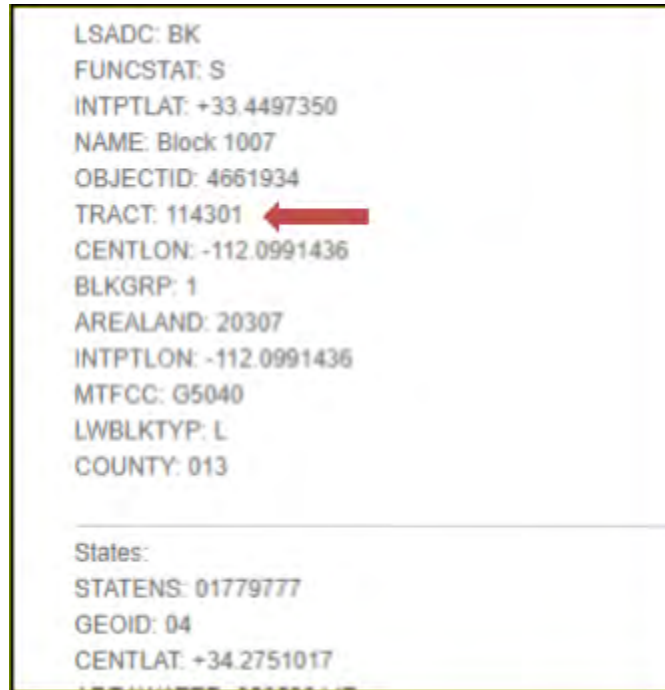 LSADC: BK
FUNCSTAT: S
INTPTLAT: +33.4497350
NAME: Block 1007
OBJECTID: 4661934
TRACT: 114301
CENTLON: -112.0991436
BLKGRP: 1
AREALAND: 20307
INTPTLON: -112.0991436
MTFCC: G5040
LWBLKTYP: L
COUNTY: 013
States:
STATENS: 01779777
GEOID: 04
CENTLAT: +34.2751017